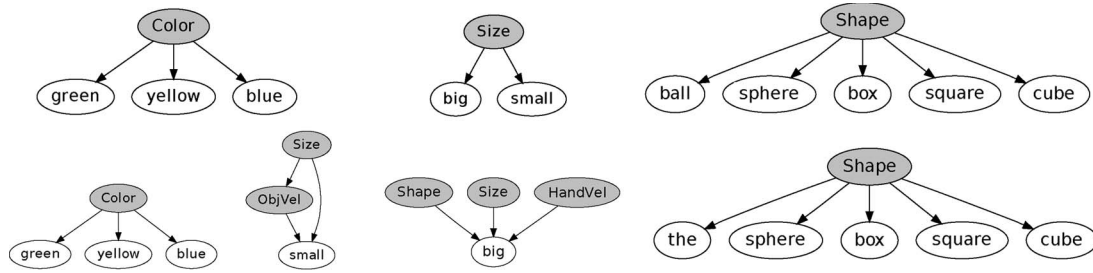 Color
green yellow blue
Size
big small
Shape
ball sphere box square cube
Color
green yellow blue
Size
ObjVel
small
Shape Size HandVel
big
Shape
the sphere box square cube